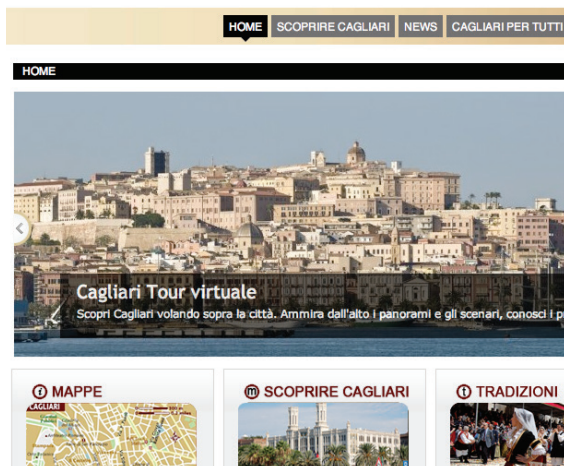 HOME SCOPRIRE CAGLIARI NEWS CAGLIARI PER TUTTI
HOME
Cagliari Tour virtuale
Scopri Cagliari volando sopra la città. Ammira dall'alto i panorami e gli scenari, conosci i
i MAPPE
m SCOPRIRE CAGLIARI
t TRADIZIONI
CAGLIARI